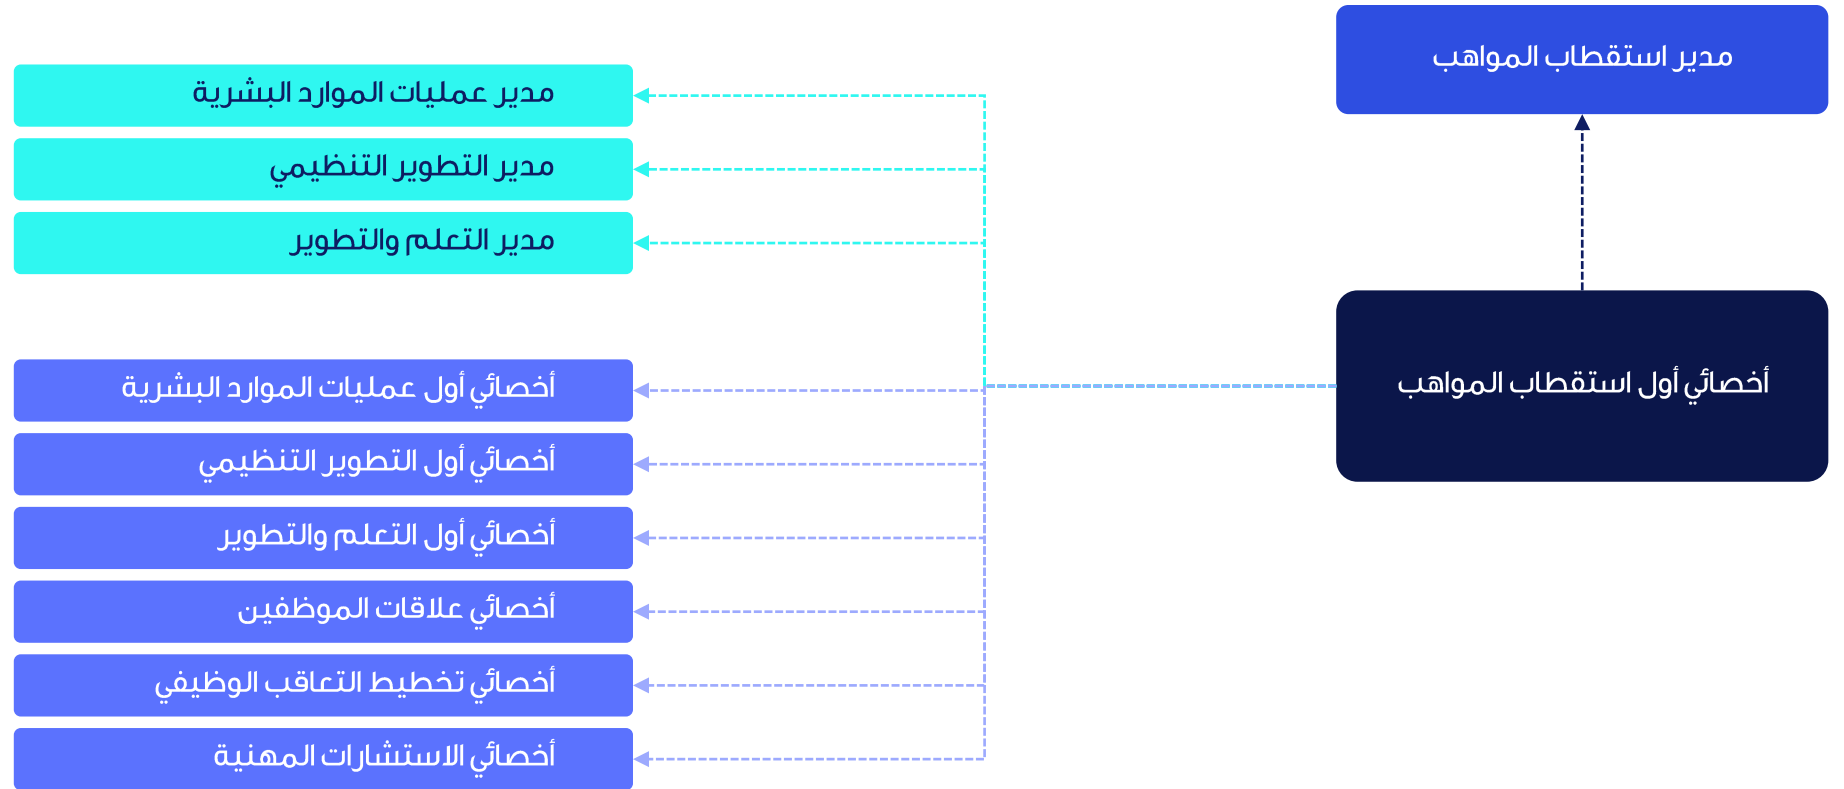 مدير استقطاب المواهب
أخصائي أول استقطاب المواهب
مدير عمليات الموارد البشرية
مدير التطوير التنظيمي
مدير التعلم والتطوير
أخصائي أول عمليات الموارد البشرية
أخصائي أول التطوير التنظيمي
أخصائي أول التعلم والتطوير
أخصائي علاقات الموظفين
أخصائي تخطيط التعاقب الوظيفي
أخصائي الاستشارات المهنية